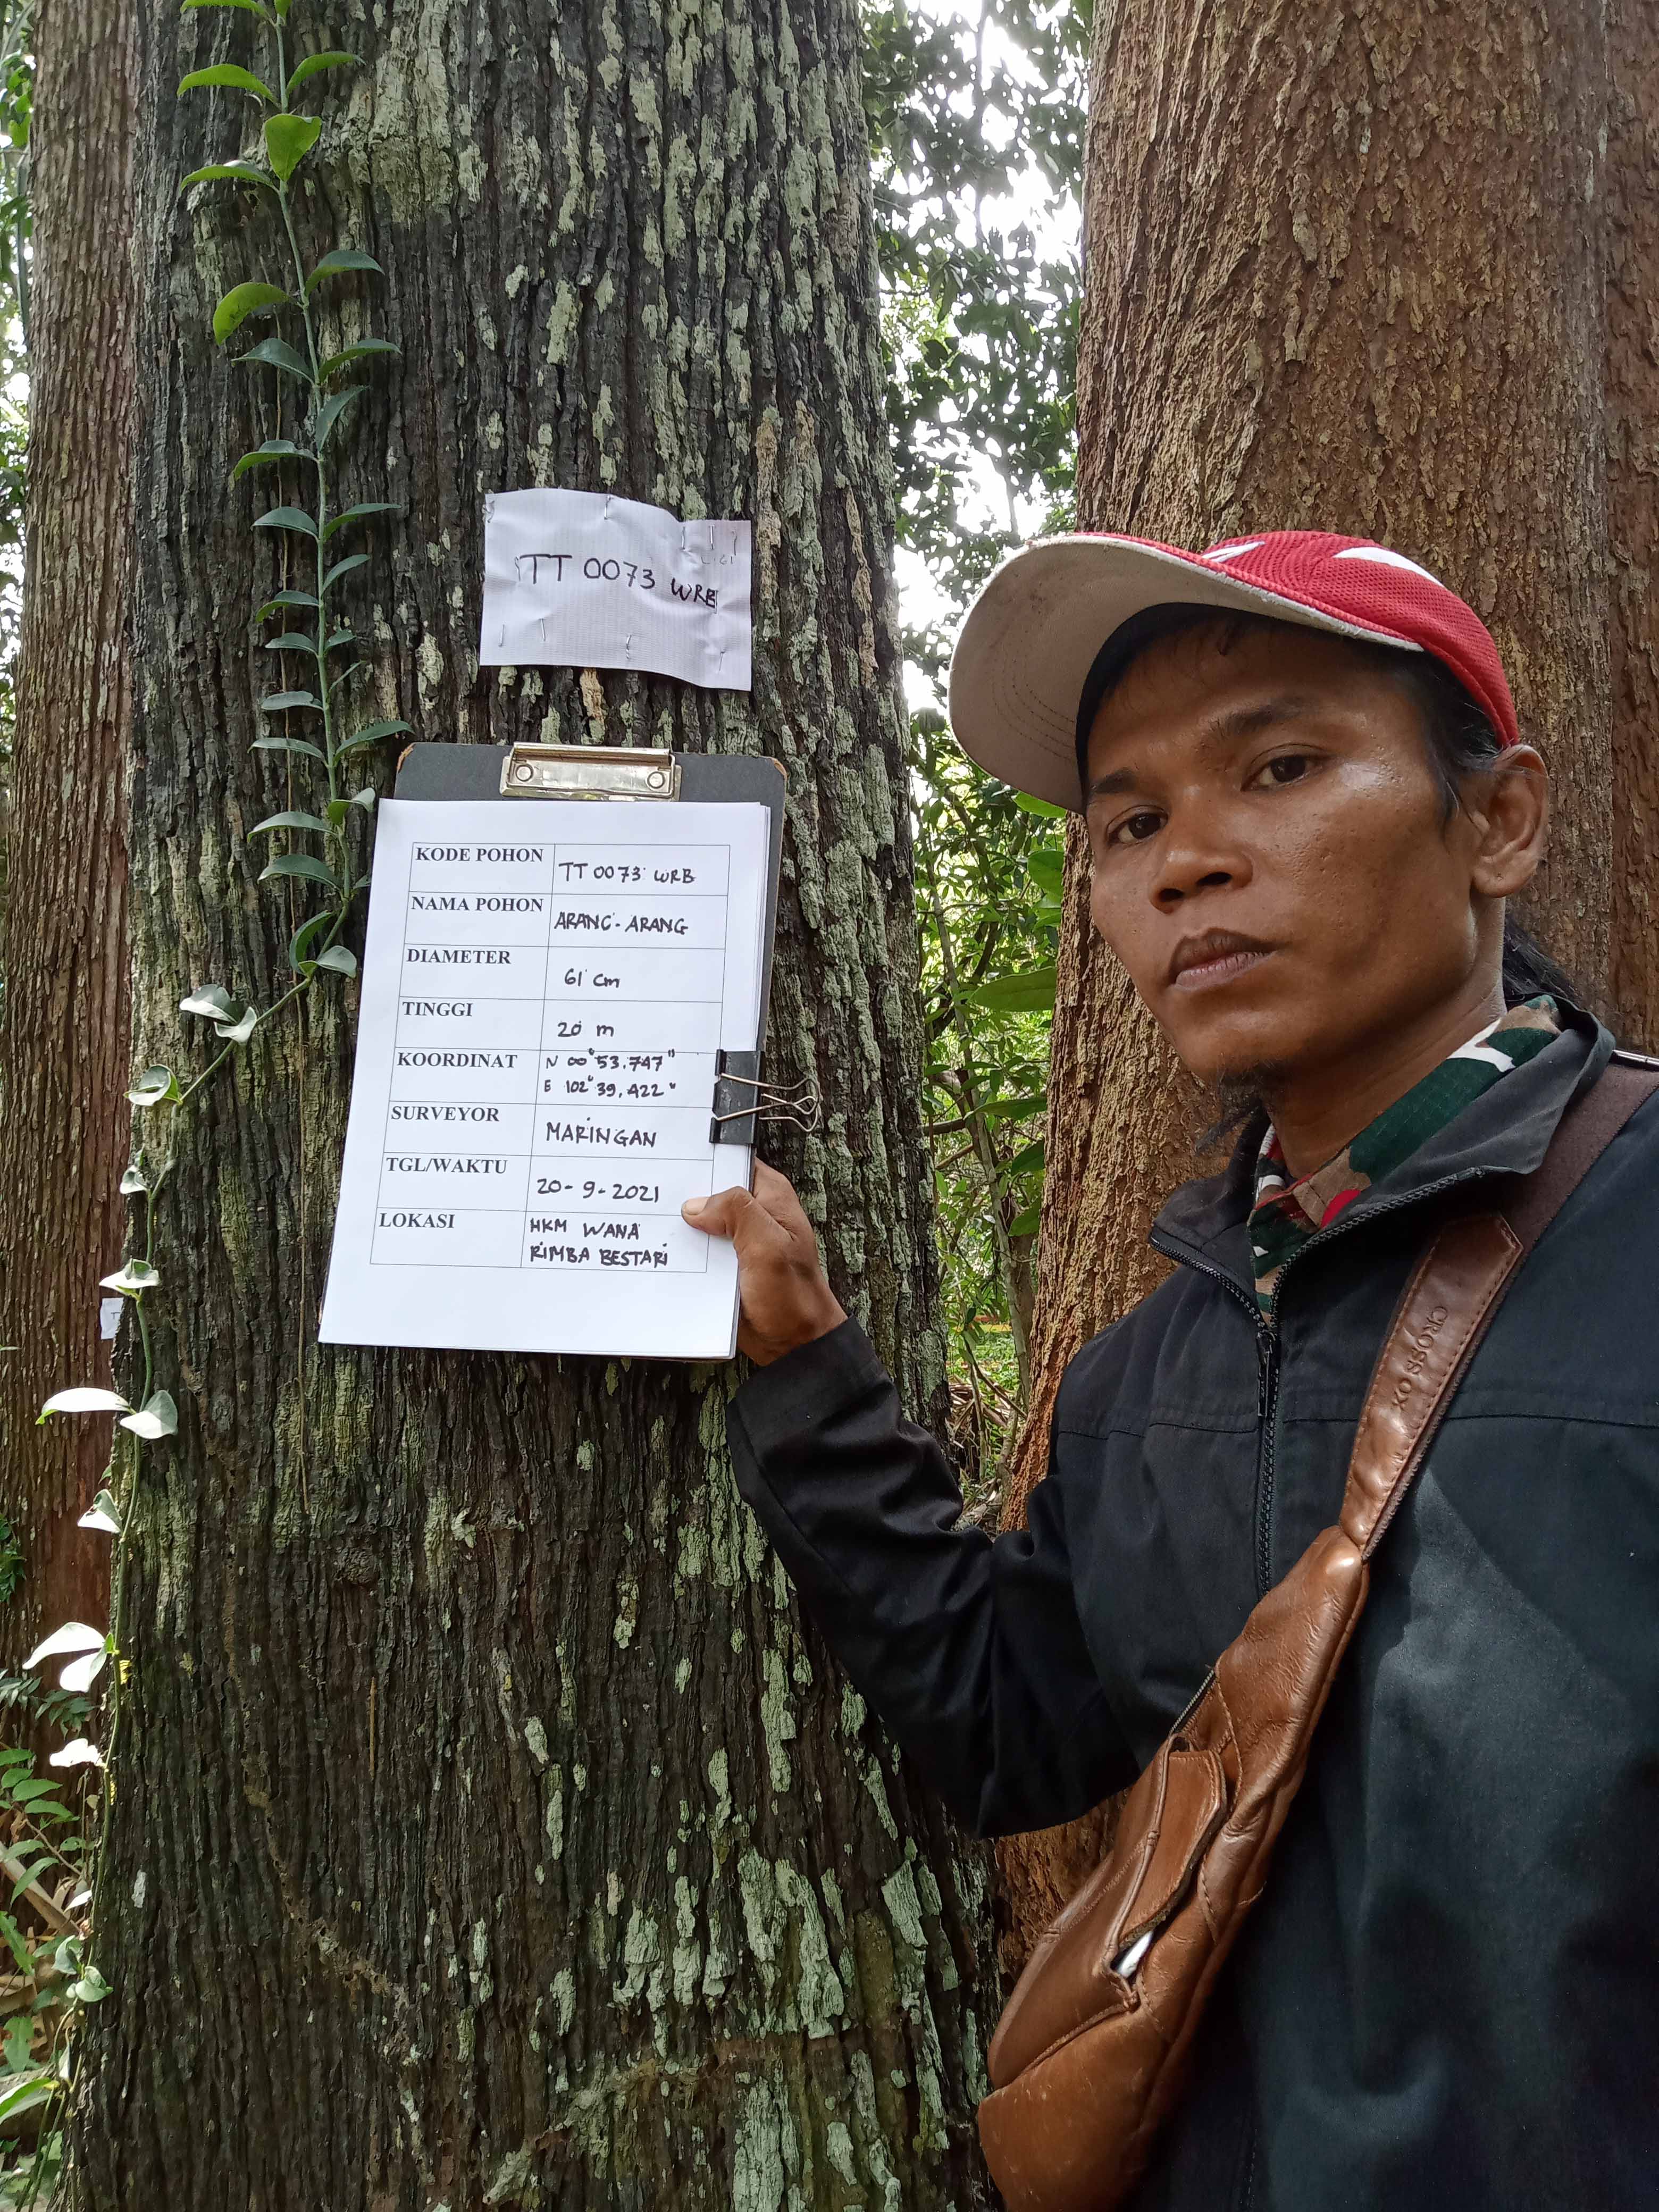 TT 0073 WRB
KODE POHON TT 0073 WRB
NAMA POHON ARANG-ARANG
DIAMETER 61 cm
TINGGI 20 m
KOORDINAT N 00° 53.747"
E 102° 39,422"
SURVEYOR MARINGAN
TGL/WAKTU 20-9-2021
LOKASI HKM WANA
RIMBA BESTARI
CROSS OX